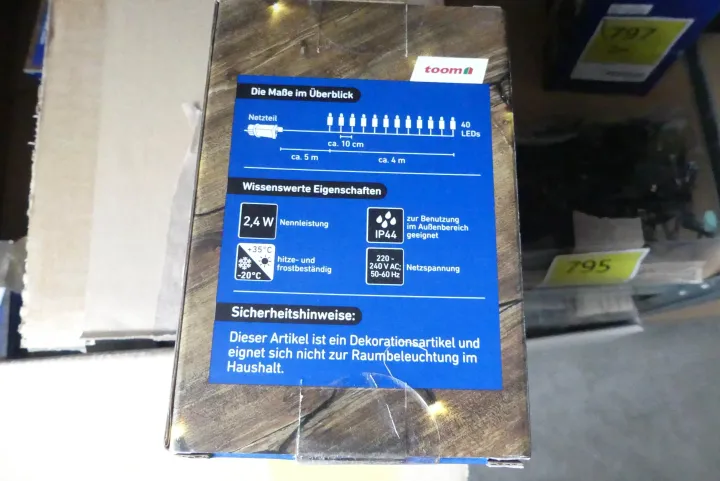 797
toom
Die Maße im Überblick
Netzteil
40
LEDs
ca. 10 cm
ca. 5 m
ca. 4 m
Wissenswerte Eigenschaften
2,4 W
Nennleistung
IP44
zur Benutzung
im Außenbereich
geeignet
+35°C
-20°C
hitze- und
frostbeständig
220 -
240 V AC;
50-60 Hz
Netzspannung
795
Sicherheitshinweise:
Dieser Artikel ist ein Dekorationsartikel und
eignet sich nicht zur Raumbeleuchtung im
Haushalt.